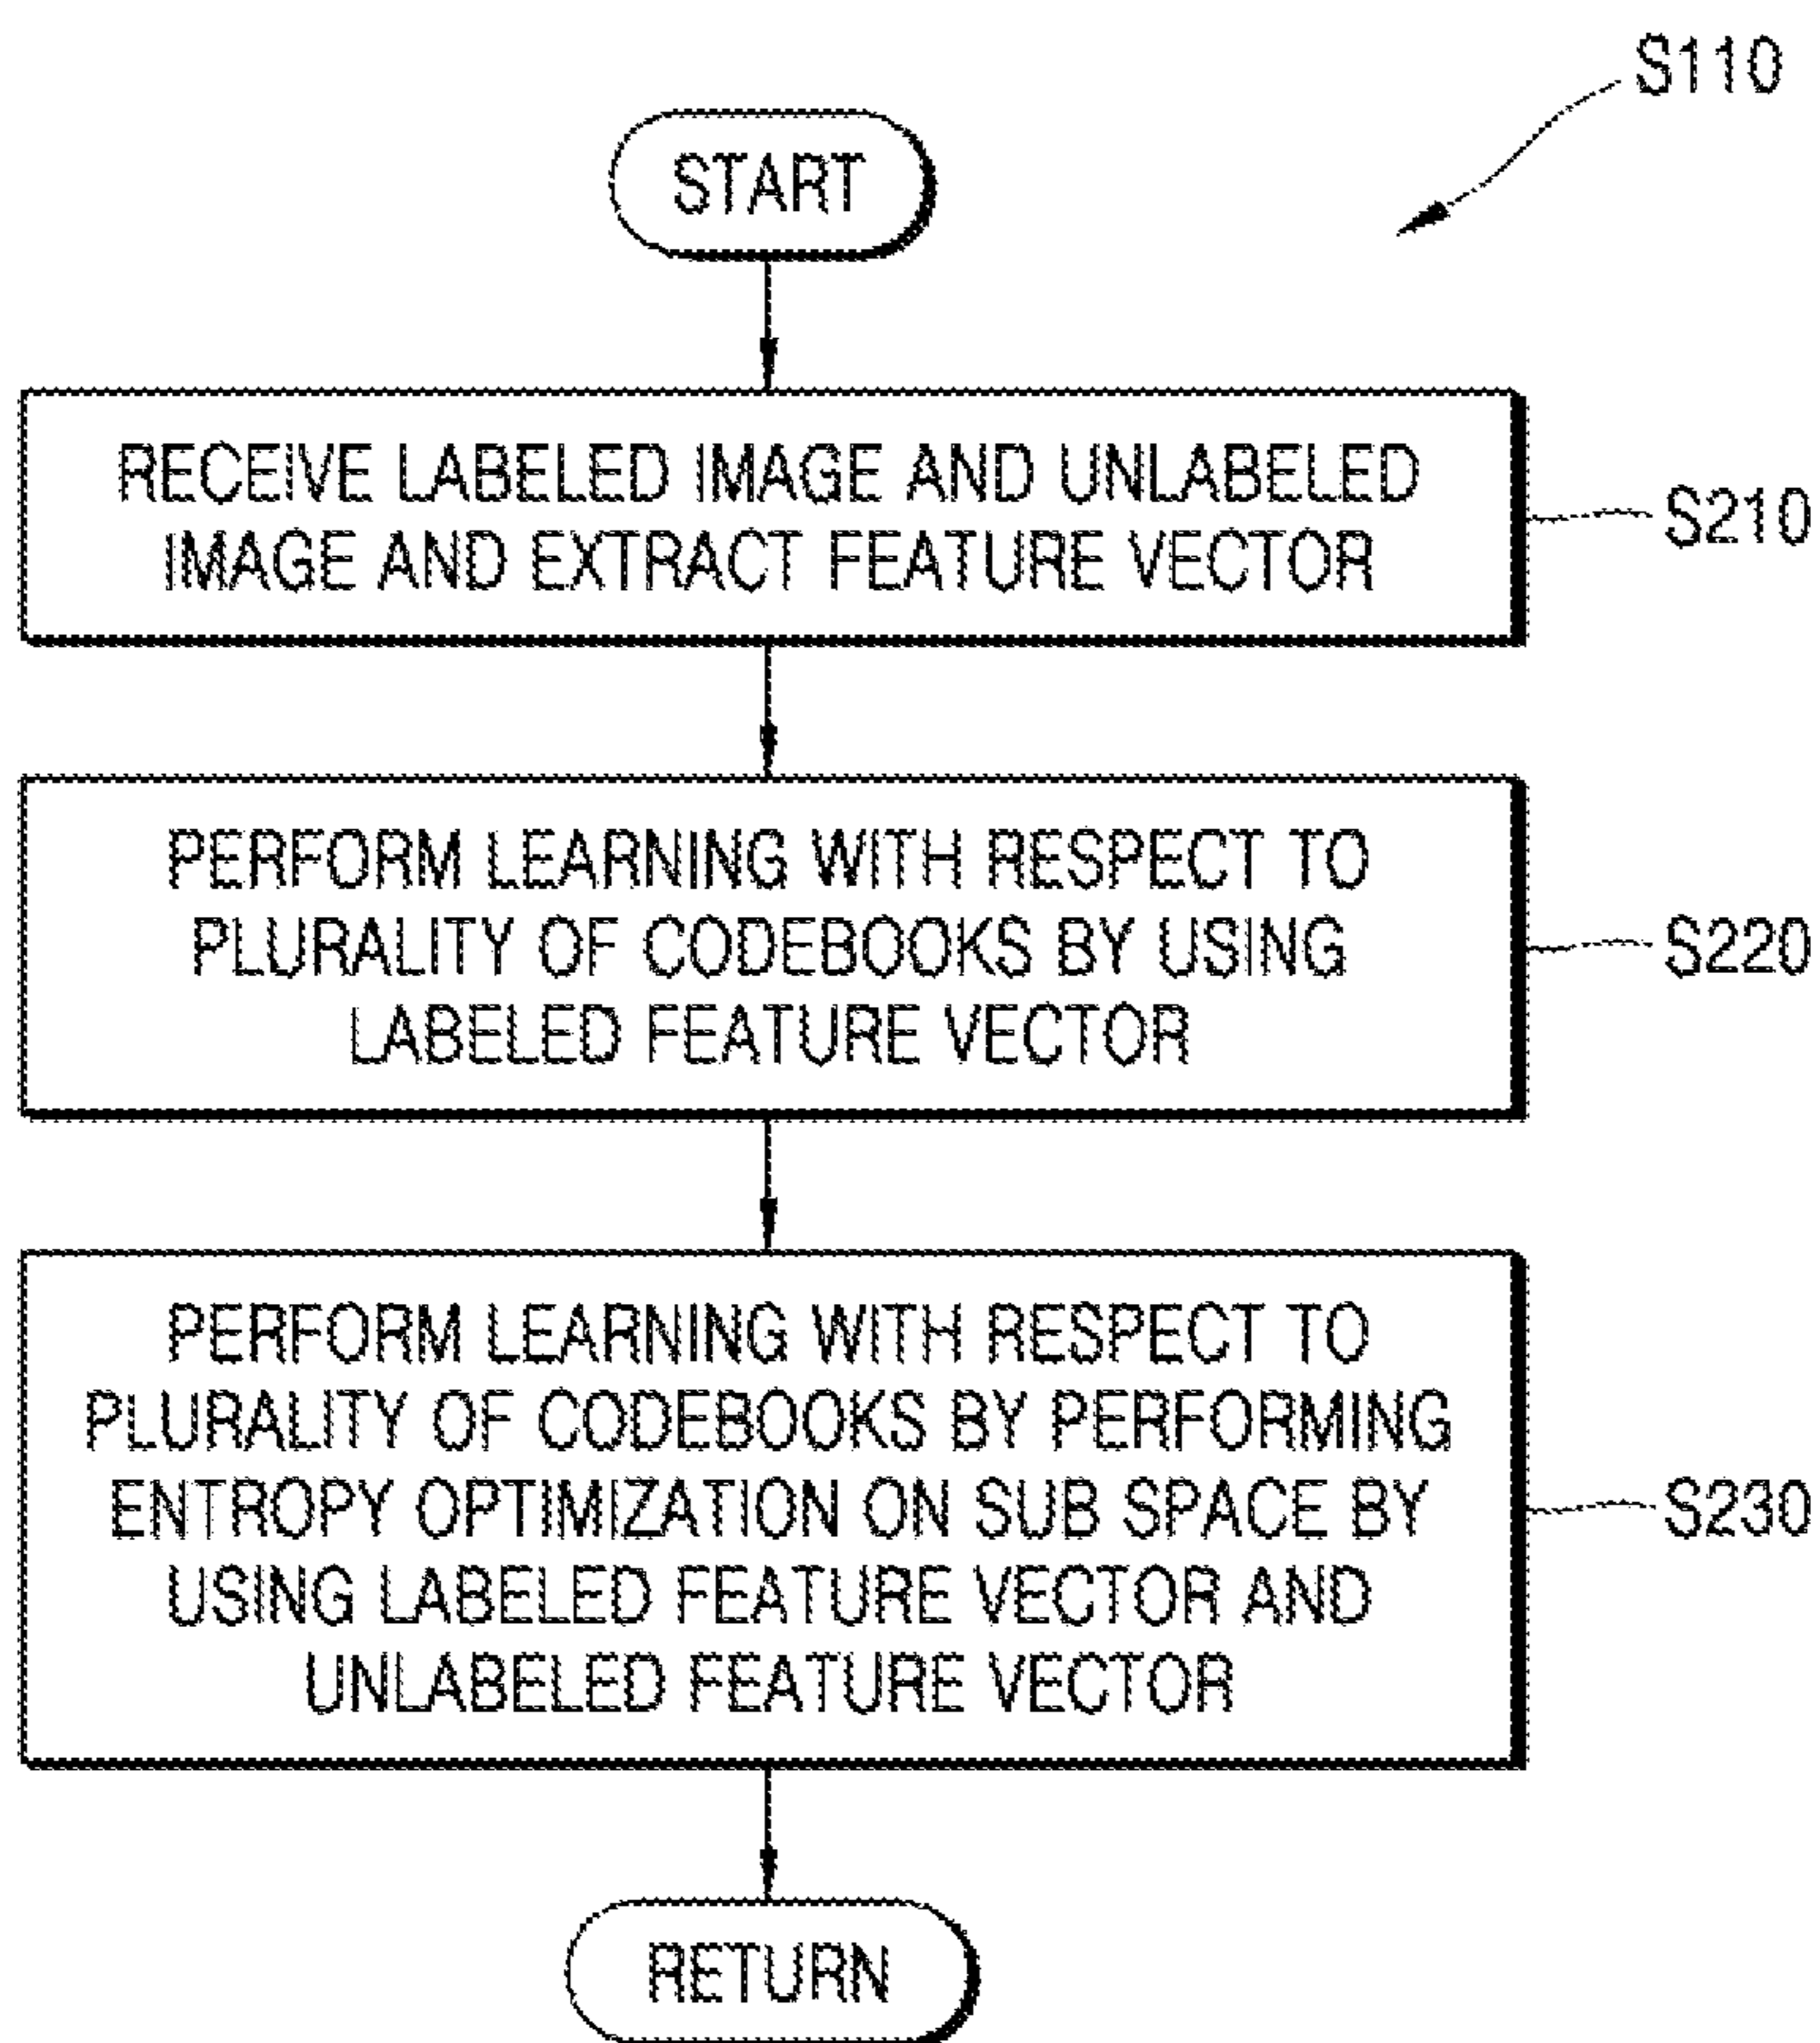 S110
START
RECEIVE LABELED IMAGE AND UNLABELED
IMAGE AND EXTRACT FEATURE VECTOR
S210
PERFORM LEARNING WITH RESPECT TO
PLURALITY OF CODEBOOKS BY USING
LABELED FEATURE VECTOR
S220
PERFORM LEARNING WITH RESPECT TO
PLURALITY OF CODEBOOKS BY PERFORMING
ENTROPY OPTIMIZATION ON SUB SPACE BY
USING LABELED FEATURE VECTOR AND
UNLABELED FEATURE VECTOR
S230
RETURN